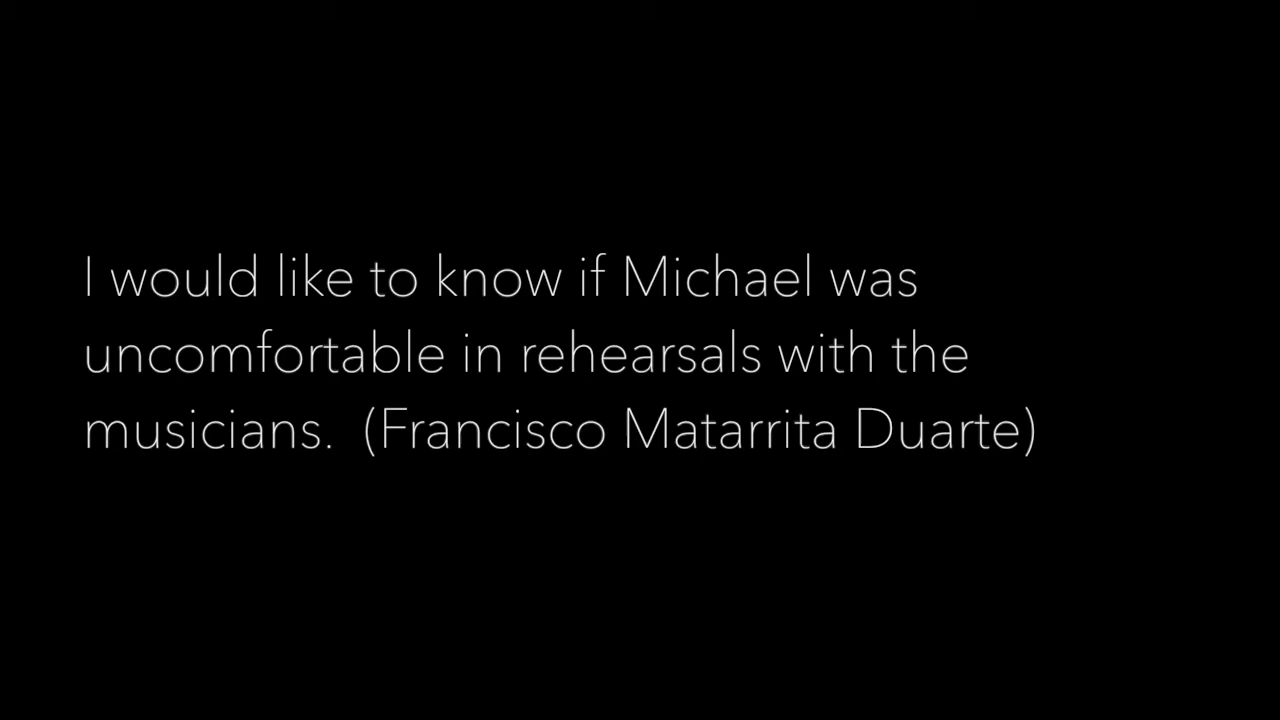 I would like to know if Michael was
uncomfortable in rehearsals with the
musicians.  (Francisco Matarrita Duarte)